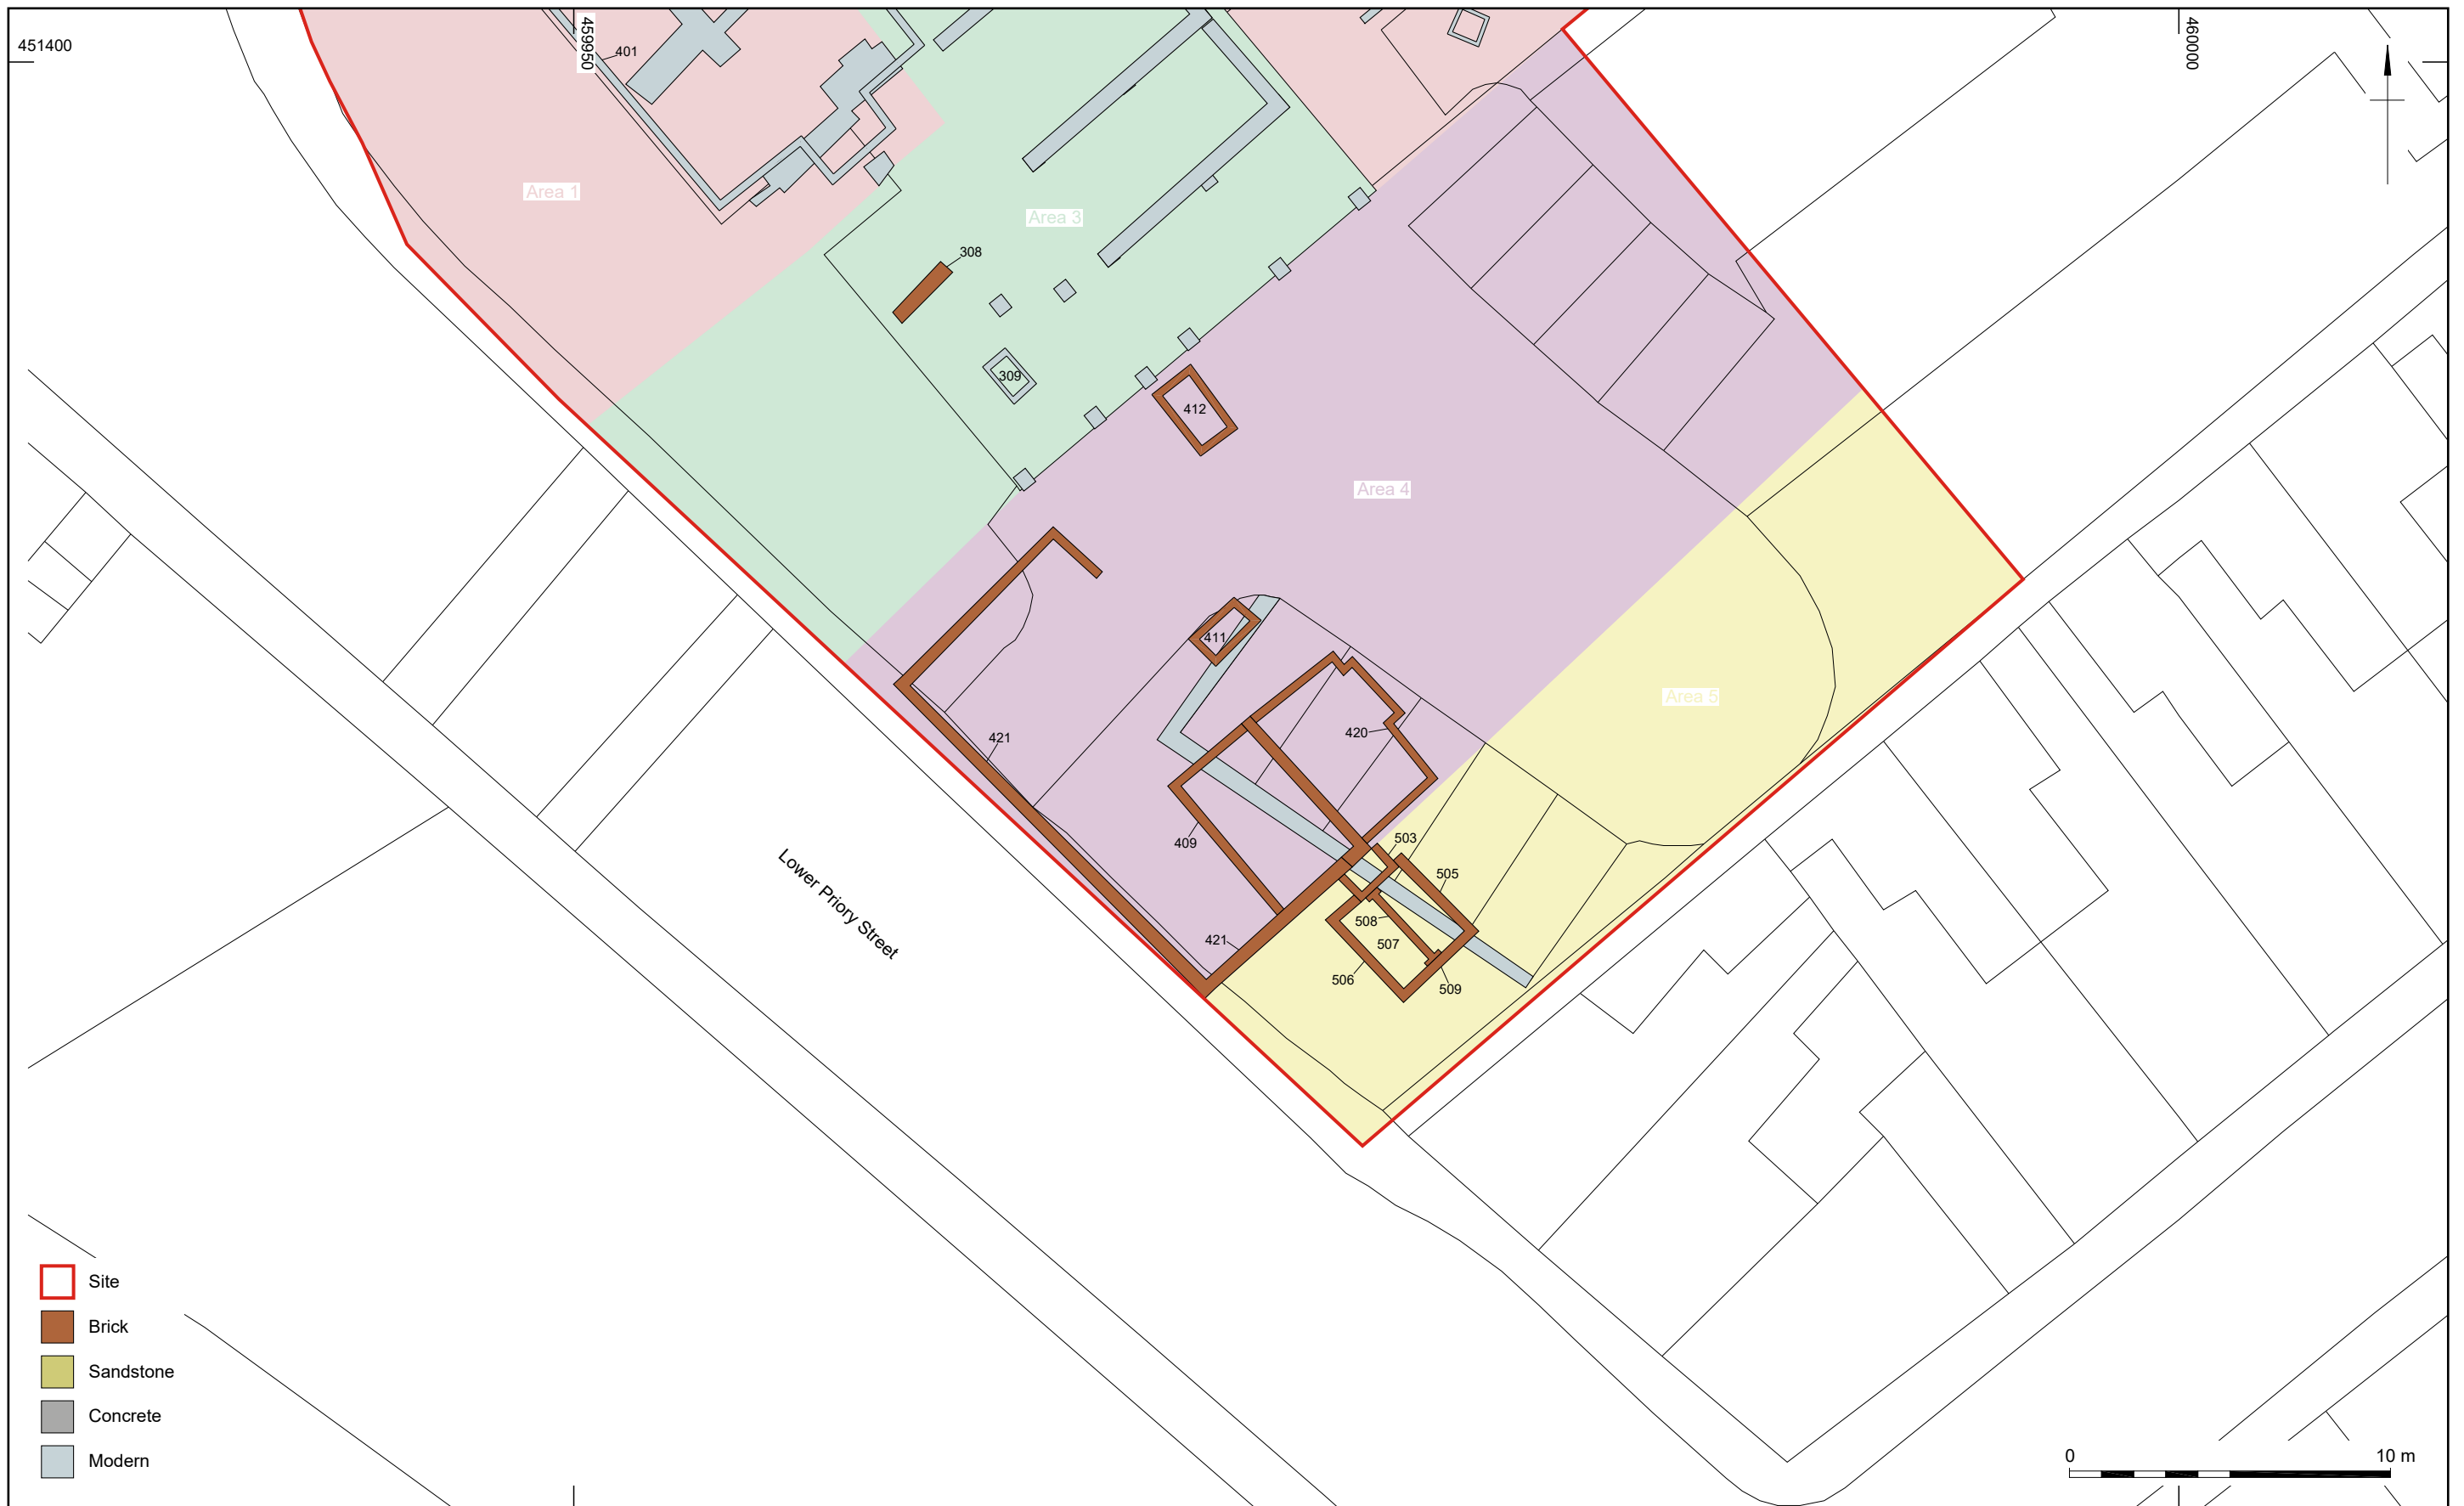 451400
459950
460000
401
Area 1
Area 3
308
309
412
Area 4
411
421
420
Area 5
409
503
505
508
507
421
506
509
Lower Priory Street
Site
Brick
Sandstone
Concrete
Modern
0 10 m